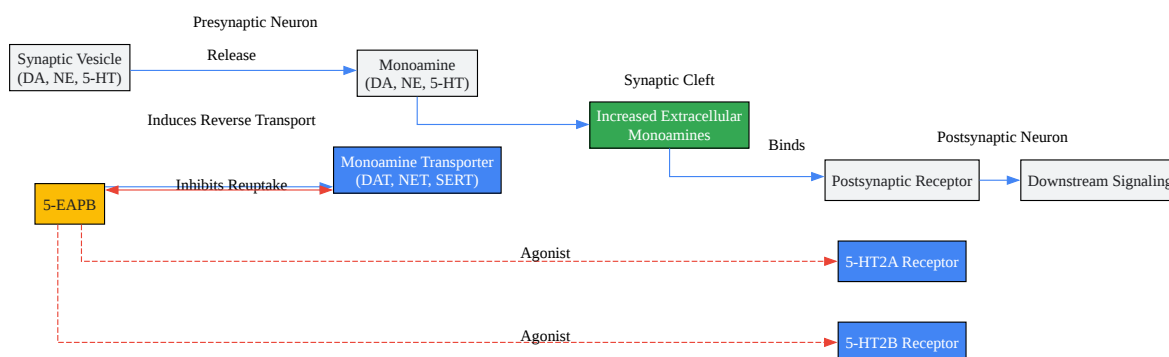 Presynaptic Neuron
Release
Synaptic Vesicle
(DA, NE, 5-HT)
Monoamine
(DA, NE, 5-HT)
Synaptic Cleft
Increased Extracellular
Monoamines
Induces Reverse Transport
Binds
Postsynaptic Neuron
Monoamine Transporter
(DAT, NET, SERT)
Inhibits Reuptake
Postsynaptic Receptor
Downstream Signaling
5-EAPB
Agonist
5-HT2A Receptor
Agonist
5-HT2B Receptor